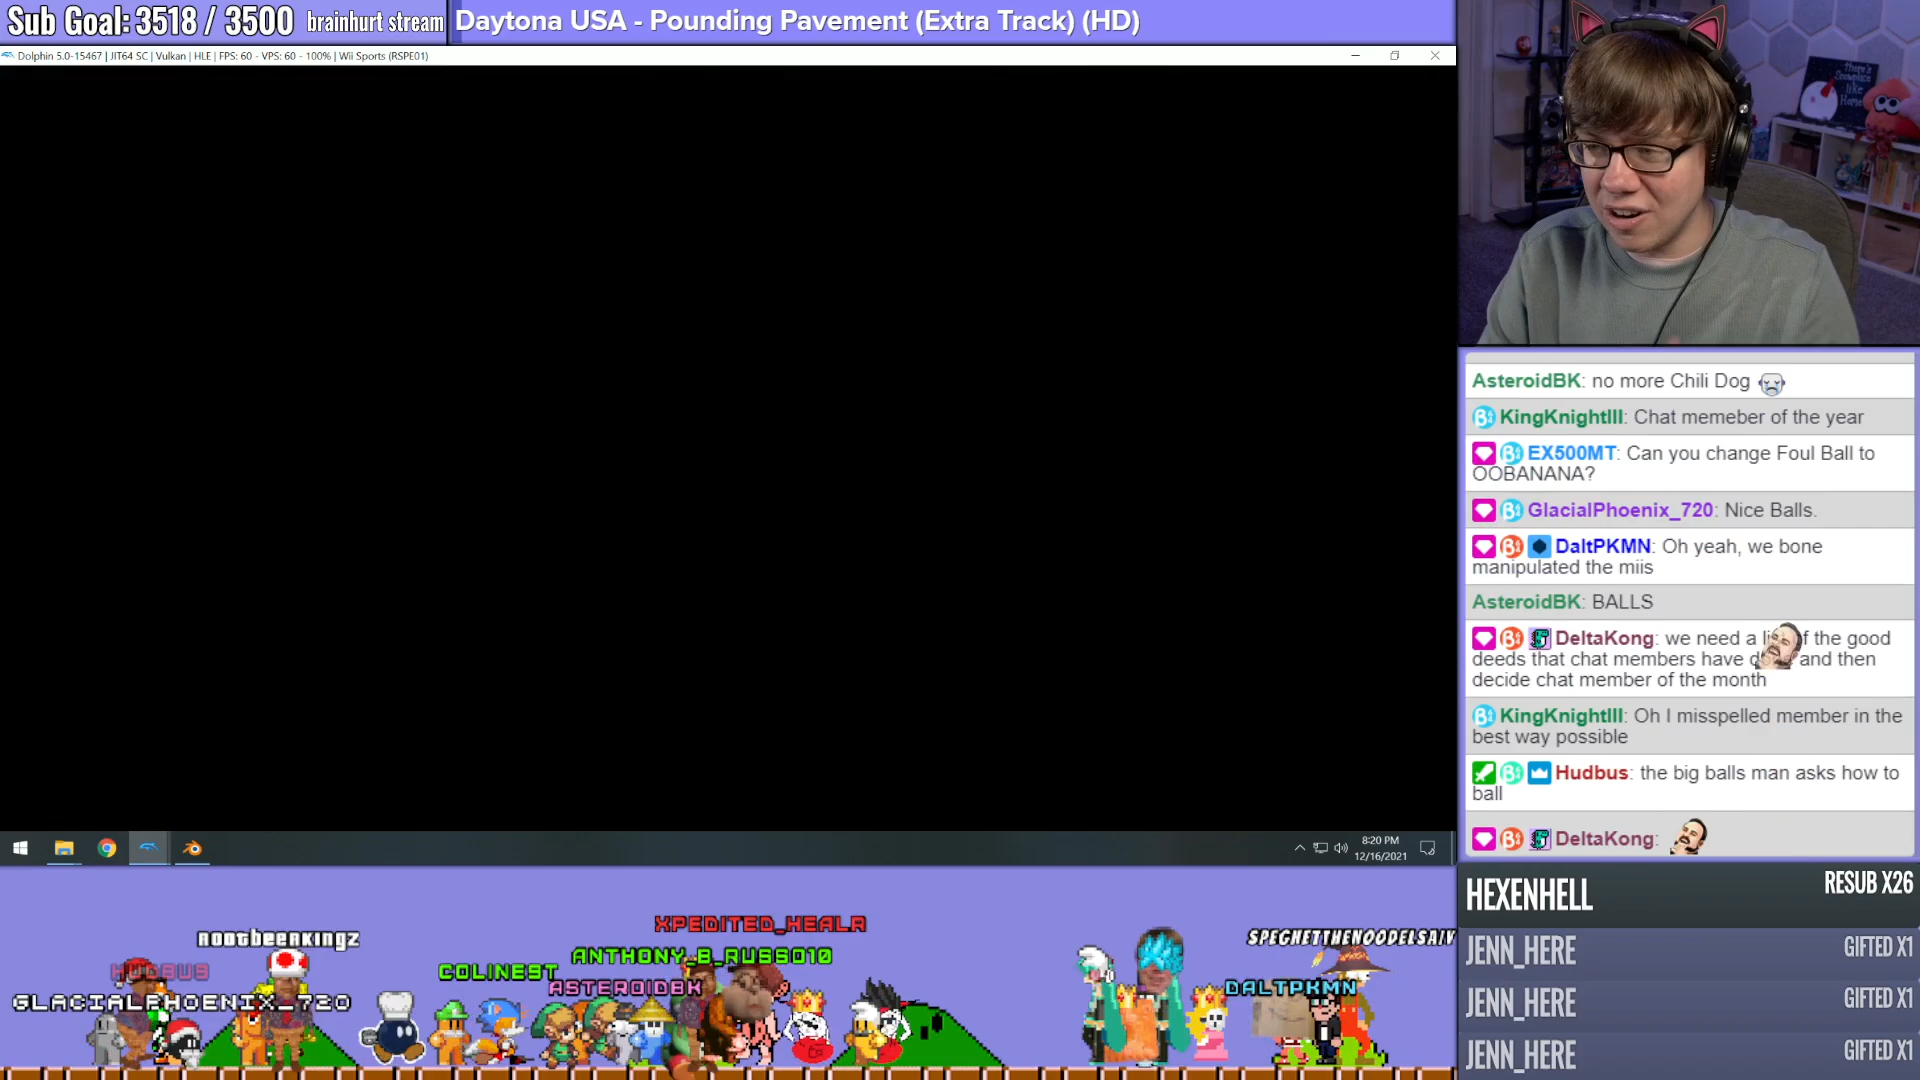 Sub Goal: 3518 / 3500 brainhurt stream
Daytona USA - Pounding Pavement (Extra Track) (HD)
Dolphin 5.0-15467 | JIT64 SC | Vulkan | HLE | FPS: 60 - VPS: 60 - 100% | Wii Sports (RSPE01)
there's
Snowplace
like
Home
AsteroidBK: no more Chili Dog
KingKnightIII: Chat memeber of the year
EX500MT: Can you change Foul Ball to
OOBANANA?
GlacialPhoenix_720: Nice Balls.
DaltPKMN: Oh yeah, we bone
manipulated the miis
AsteroidBK: BALLS
DeltaKong: we need a of the good
deeds that chat members have and then
decide chat member of the month
KingKnightIII: Oh I misspelled member in the
best way possible
Hudbus: the big balls man asks how to
ball
DeltaKong:
8:20 PM
12/16/2021
HEXENHELL RESUB X26
JENN_HERE GIFTED X1
JENN_HERE GIFTED X1
JENN_HERE GIFTED X1
XPEDITED_HEALR
rootbeerkingz
ANTHONY_B_RUSSO10
SPEGHETTHENOODELSAIV
HUDBUS
COLINEST
ASTEROIDBK
DALTPKMN
GLACIALPHOENIX_720